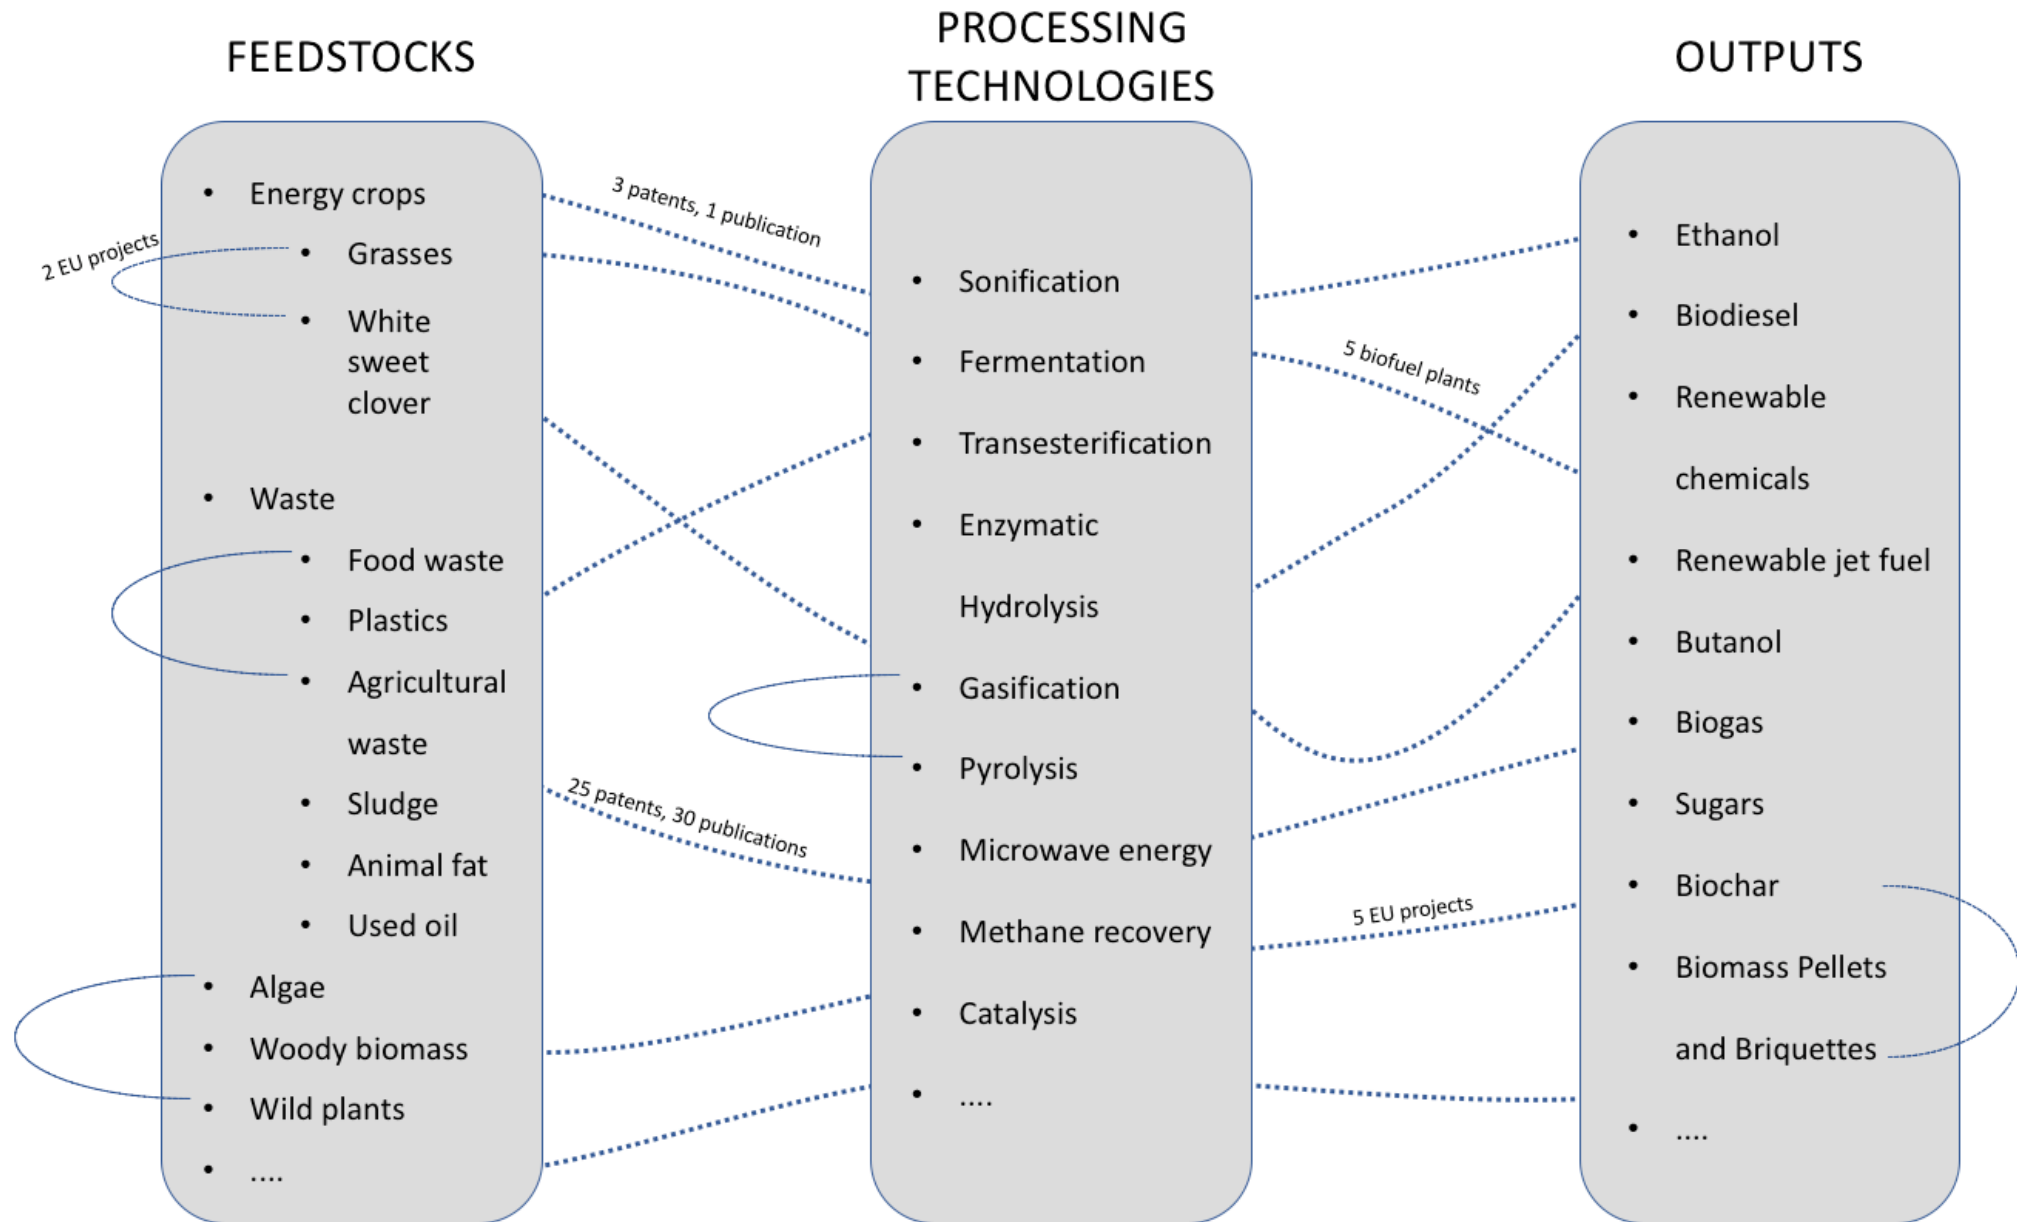 FEEDSTOCKS
• Energy crops
• Grasses
• White
sweet
clover
• Waste
• Food waste
• Plastics
• Agricultural
waste
• Sludge
• Animal fat
• Used oil
• Algae
• Woody biomass
• Wild plants
• ....
2 EU projects
3 patents, 1 publication
25 patents, 30 publications
PROCESSING
TECHNOLOGIES
• Sonification
• Fermentation
• Transesterification
• Enzymatic
Hydrolysis
• Gasification
• Pyrolysis
• Microwave energy
• Methane recovery
• Catalysis
• ....
5 biofuel plants
5 EU projects
OUTPUTS
• Ethanol
• Biodiesel
• Renewable
chemicals
• Renewable jet fuel
• Butanol
• Biogas
• Sugars
• Biochar
• Biomass Pellets
and Briquettes
• ....